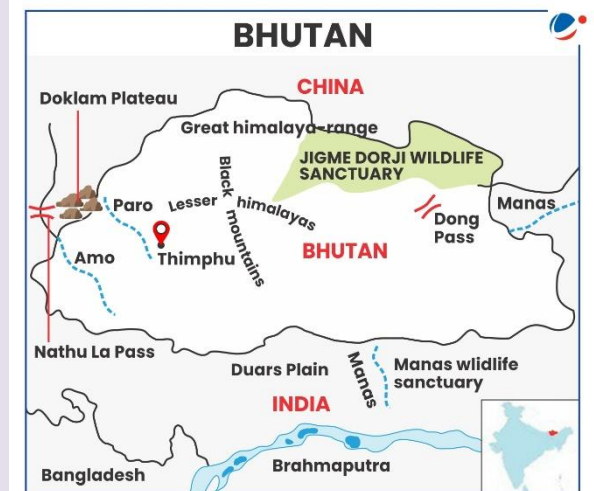 BHUTAN
CHINA
Doklam Plateau
Great himalaya-range
JIGME DORJI WILDLIFE
SANCTUARY
Black mountains
Paro
Lesser himalayas
Manas
Dong
Pass
BHUTAN
Amo
Thimphu
Nathu La Pass
Duars Plain
Manas
Manas wlidlife
sanctuary
INDIA
Brahmaputra
Bangladesh